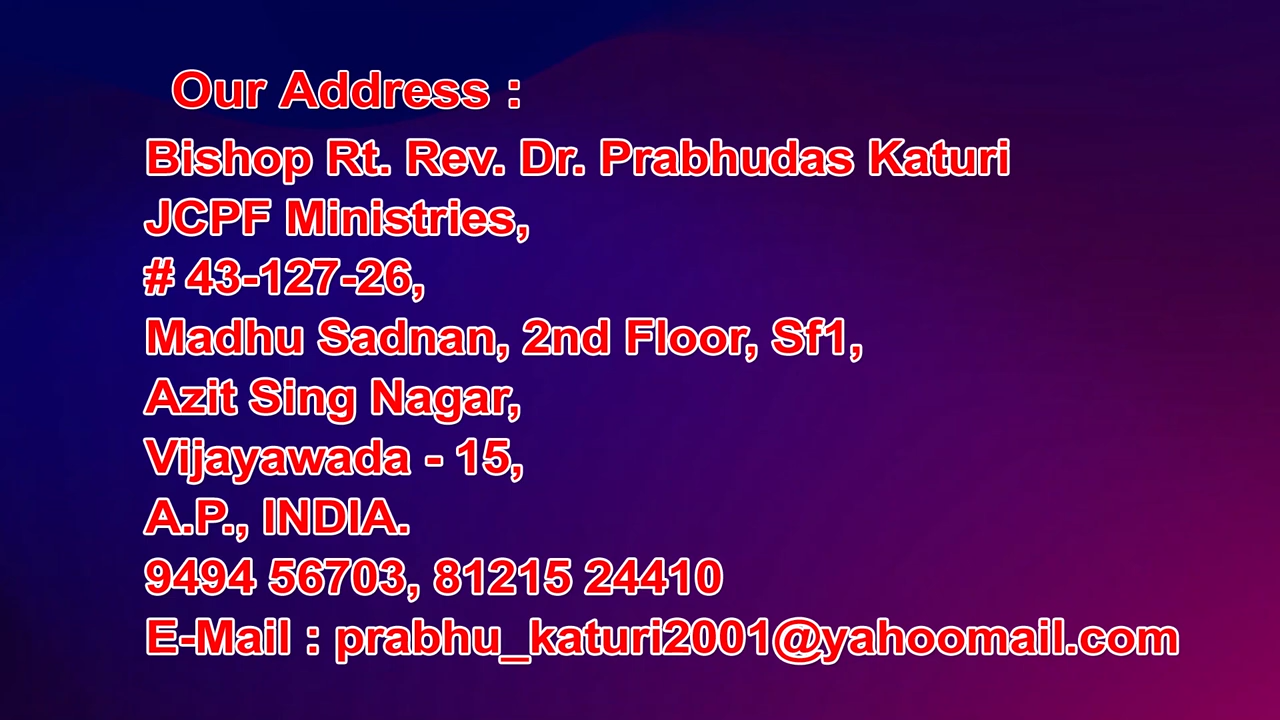 Our Address :
Bishop Rt. Rev. Dr. Prabhudas Katuri
JCPF Ministries,
# 43-127-26,
Madhu Sadnan, 2nd Floor, Sf1,
Azit Sing Nagar,
Vijayawada - 15,
A.P., INDIA.
9494 56703, 81215 24410
E-Mail : prabhu_katuri2001@yahoomail.com